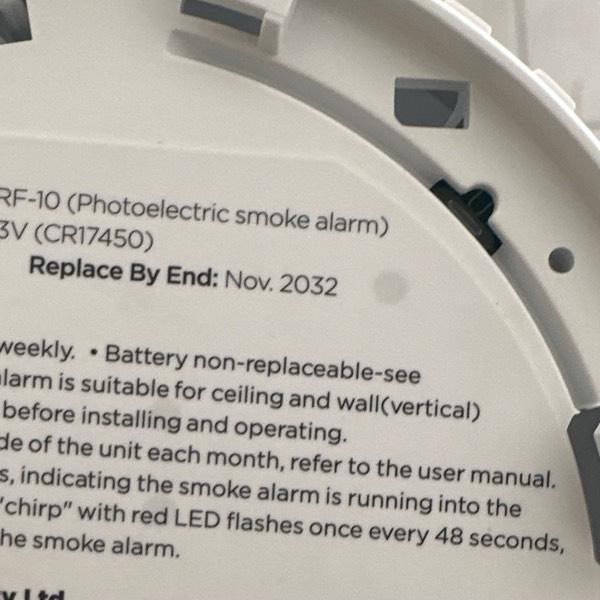 RF-10 (Photoelectric smoke alarm)
3V (CR17450)
Replace By End: Nov. 2032
weekly. • Battery non-replaceable-see
alarm is suitable for ceiling and wall(vertical)
before installing and operating.
de of the unit each month, refer to the user manual.
s, indicating the smoke alarm is running into the
"chirp" with red LED flashes once every 48 seconds,
he smoke alarm.
y Ltd